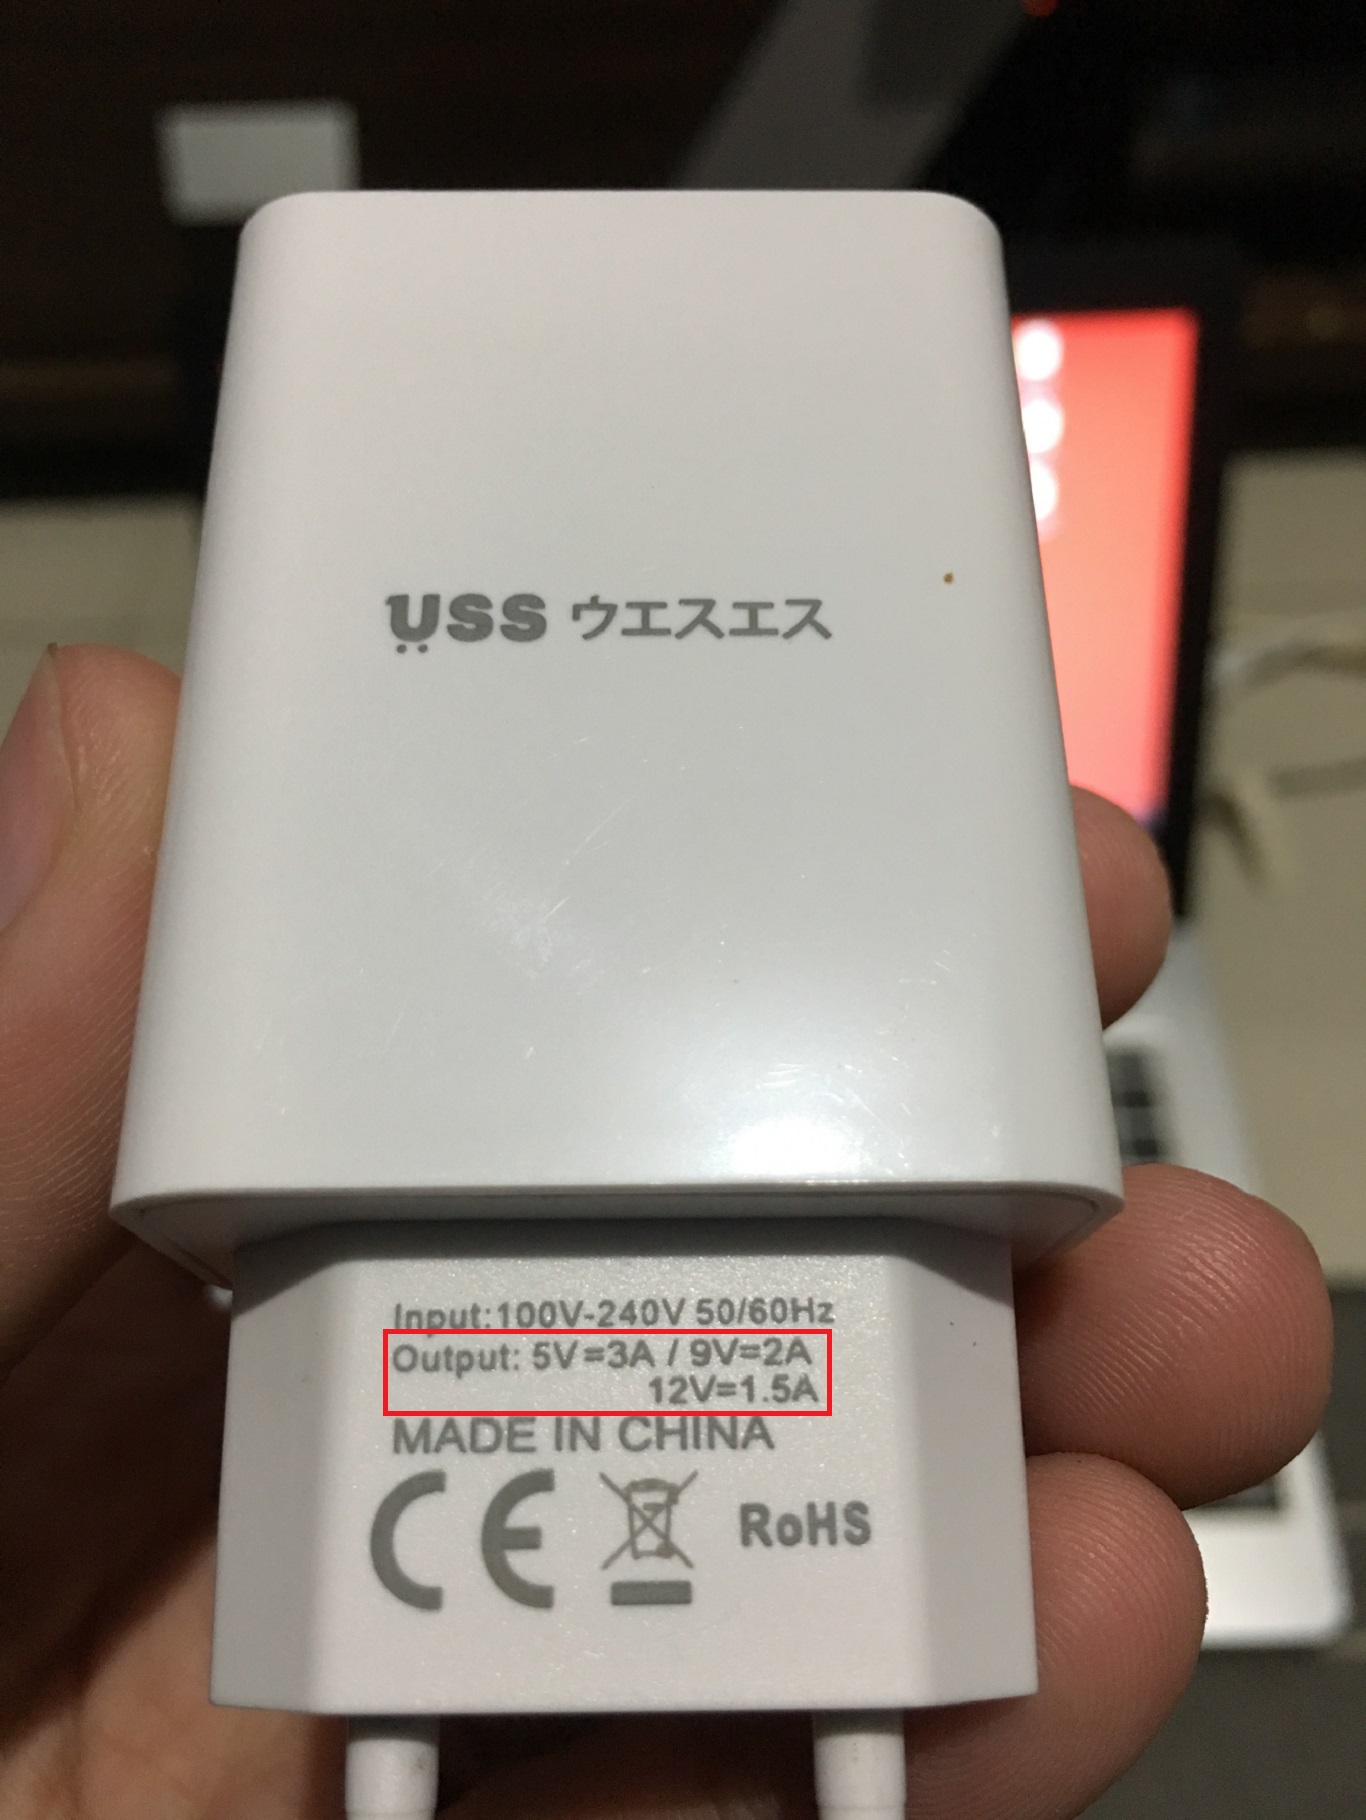 USS ウエスエス
Input:100V-240V 50/60Hz
Output: 5V=3A / 9V=2A
12V=1.5A
MADE IN CHINA
CE RoHS